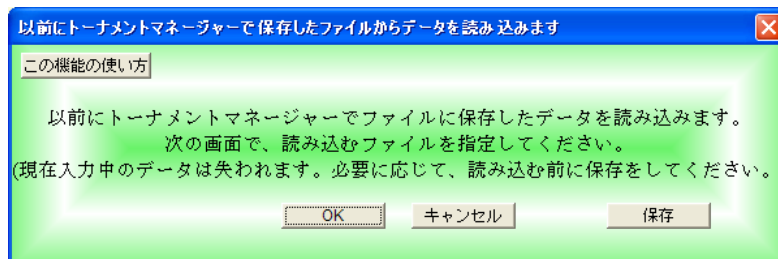 以前にトーナメントマネージャーで保存したファイルからデータを読み込みます
この機能の使い方
以前にトーナメントマネージャーでファイルに保存したデータを読み込みます。
次の画面で、読み込むファイルを指定してください。
(現在入力中のデータは失われます。必要に応じて、読み込む前に保存をしてください。
OK キャンセル 保存